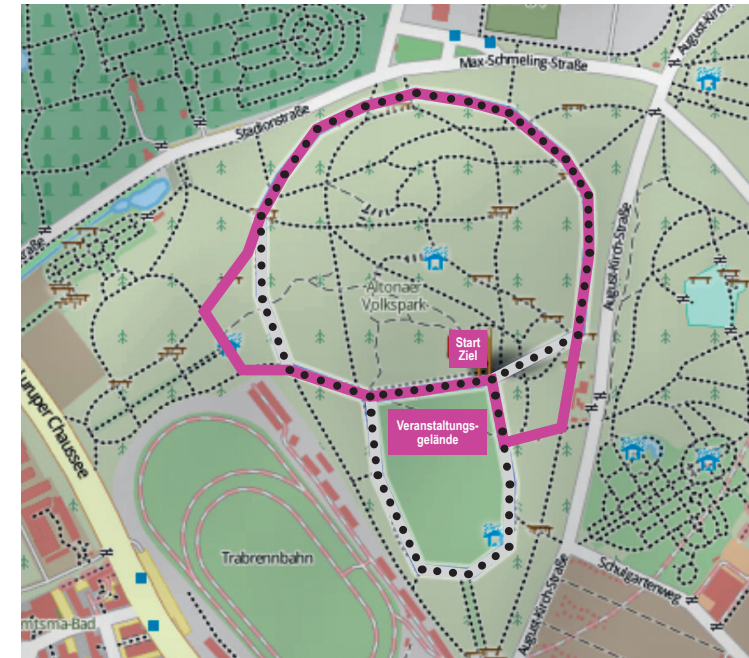 August-Kirch-
Max-Schmeling-Straße
Stadionstraße
raße
August-Kirch-Straße
Altonaer
Volkspark
Start
Ziel
Veranstaltungs-
gelände
Luruper Chaussee
Trabrennbahn
Schulgartenweg
August-Kirch-Straße
mtsma-Bad